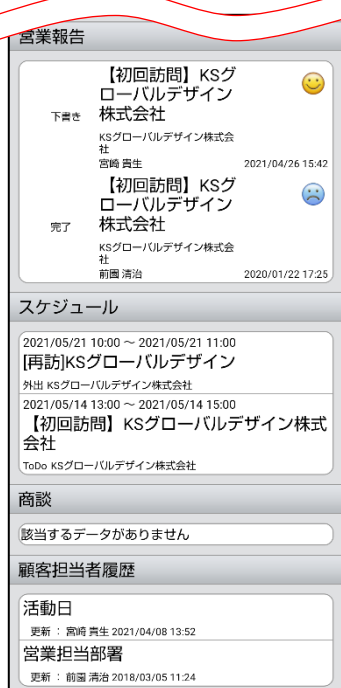 営業報告
【初回訪問】KSグ
ローバルデザイン
株式会社
下書き
KSグローバルデザイン株式会
社
宮崎 貴生 2021/04/26 15:42
【初回訪問】KSグ
ローバルデザイン
株式会社
完了
KSグローバルデザイン株式会
社
前園 清治 2020/01/22 17:25
スケジュール
2021/05/21 10:00 ～ 2021/05/21 11:00
[再訪]KSグローバルデザイン
外出 KSグローバルデザイン株式会社
2021/05/14 13:00 ～ 2021/05/14 15:00
【初回訪問】KSグローバルデザイン株式
会社
ToDo KSグローバルデザイン株式会社
商談
該当するデータがありません
顧客担当者履歴
活動日
更新 ： 宮崎 貴生 2021/04/08 13:52
営業担当部署
更新 ： 前園 清治 2018/03/05 11:24